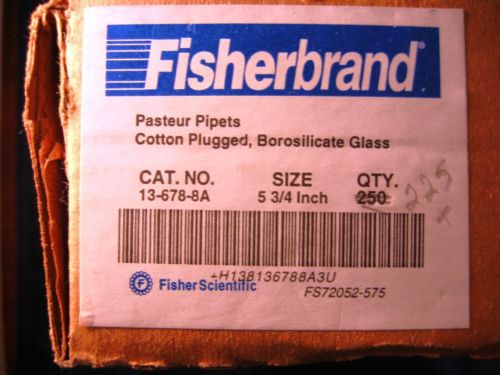 Fisherbrand®
Pasteur Pipets
Cotton Plugged, Borosilicate Glass
CAT. NO. SIZE QTY.
13-678-8A 5 3/4 Inch 250 225
+H138136788A3U
F FisherScientific FS72052-575